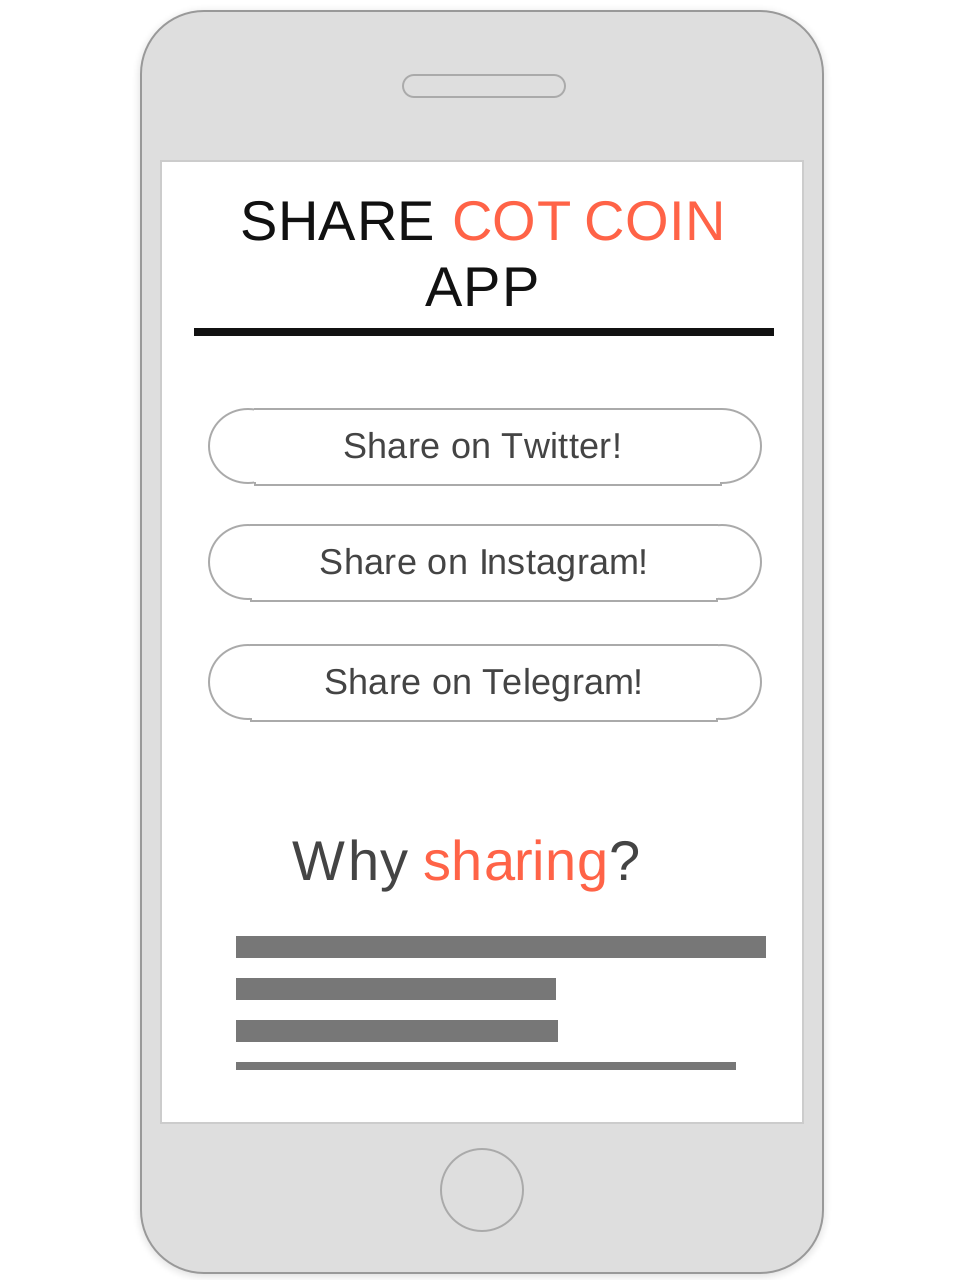 SHARE COT COIN
APP
Share on Twitter!
Share on Instagram!
Share on Telegram!
Why sharing?